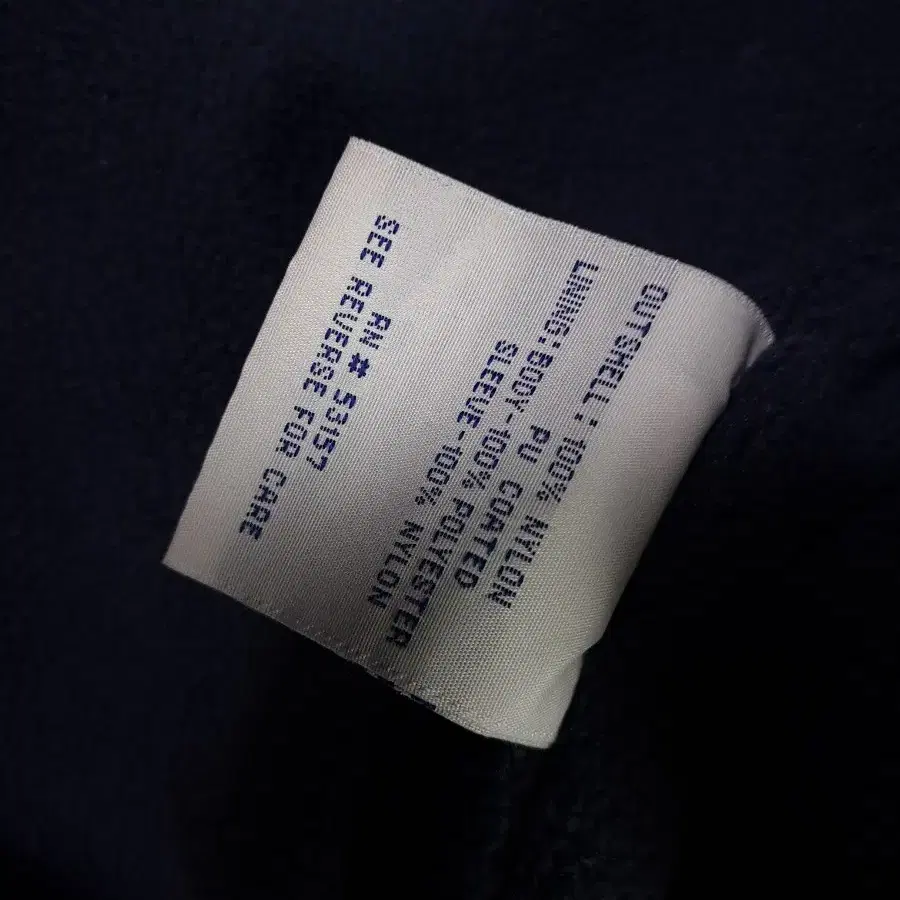 OUTSHELL: 100% NYLON
PU COATED
LINING: BODY-100% POLYESTER
SLEEVE-100% NYLON
RN # 53157
SEE REVERSE FOR CARE